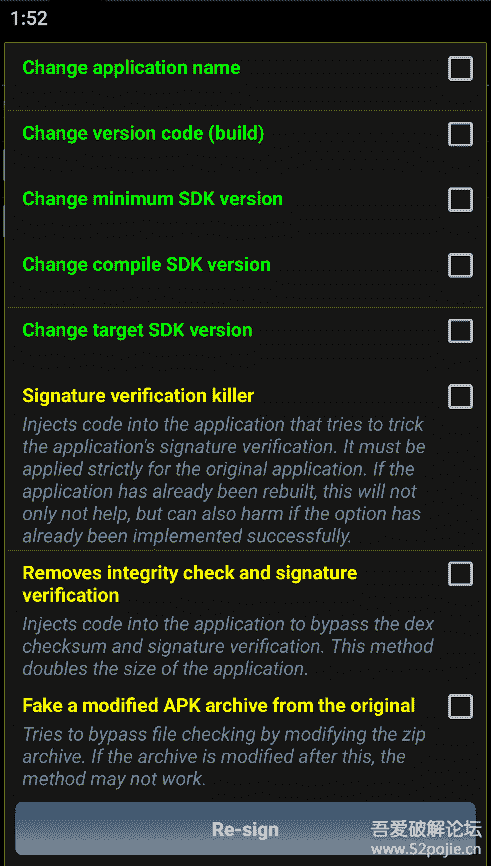 1:52
Change application name
Change version code (build)
Change minimum SDK version
Change compile SDK version
Change target SDK version
Signature verification killer
Injects code into the application that tries to trick
the application's signature verification. It must be
applied strictly for the original application. If the
application has already been rebuilt, this will not
only not help, but can also harm if the option has
already been implemented successfully.
Removes integrity check and signature
verification
Injects code into the application to bypass the dex
checksum and signature verification. This method
doubles the size of the application.
Fake a modified APK archive from the original
Tries to bypass file checking by modifying the zip
archive. If the archive is modified after this, the
method may not work.
Re-sign
吾爱破解论坛
www.52pojie.cn